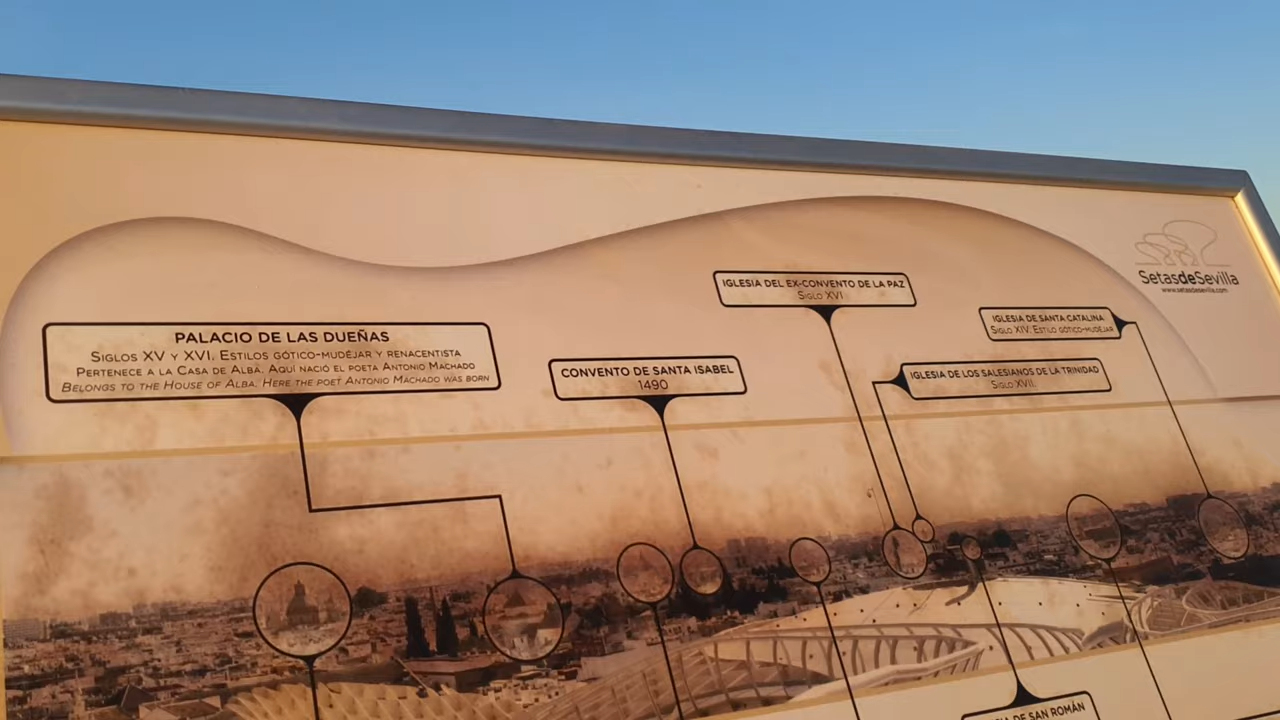 SetasdeSevilla
www.setasdesevilla.com
IGLESIA DEL EX-CONVENTO DE LA PAZ
SIGLO XVI
IGLESIA DE SANTA CATALINA
SIGLO XIV. ESTILO GÓTICO-MUDÉJAR
PALACIO DE LAS DUEÑAS
SIGLOS XV Y XVI. ESTILOS GÓTICO-MUDÉJAR Y RENACENTISTA
PERTENECE A LA CASA DE ALBA. AQUÍ NACIÓ EL POETA ANTONIO MACHADO
BELONGS TO THE HOUSE OF ALBA. HERE THE POET ANTONIO MACHADO WAS BORN
CONVENTO DE SANTA ISABEL
1490
IGLESIA DE LOS SALESIANOS DE LA TRINIDAD
SIGLO XVII.
DE SAN ROMÁN